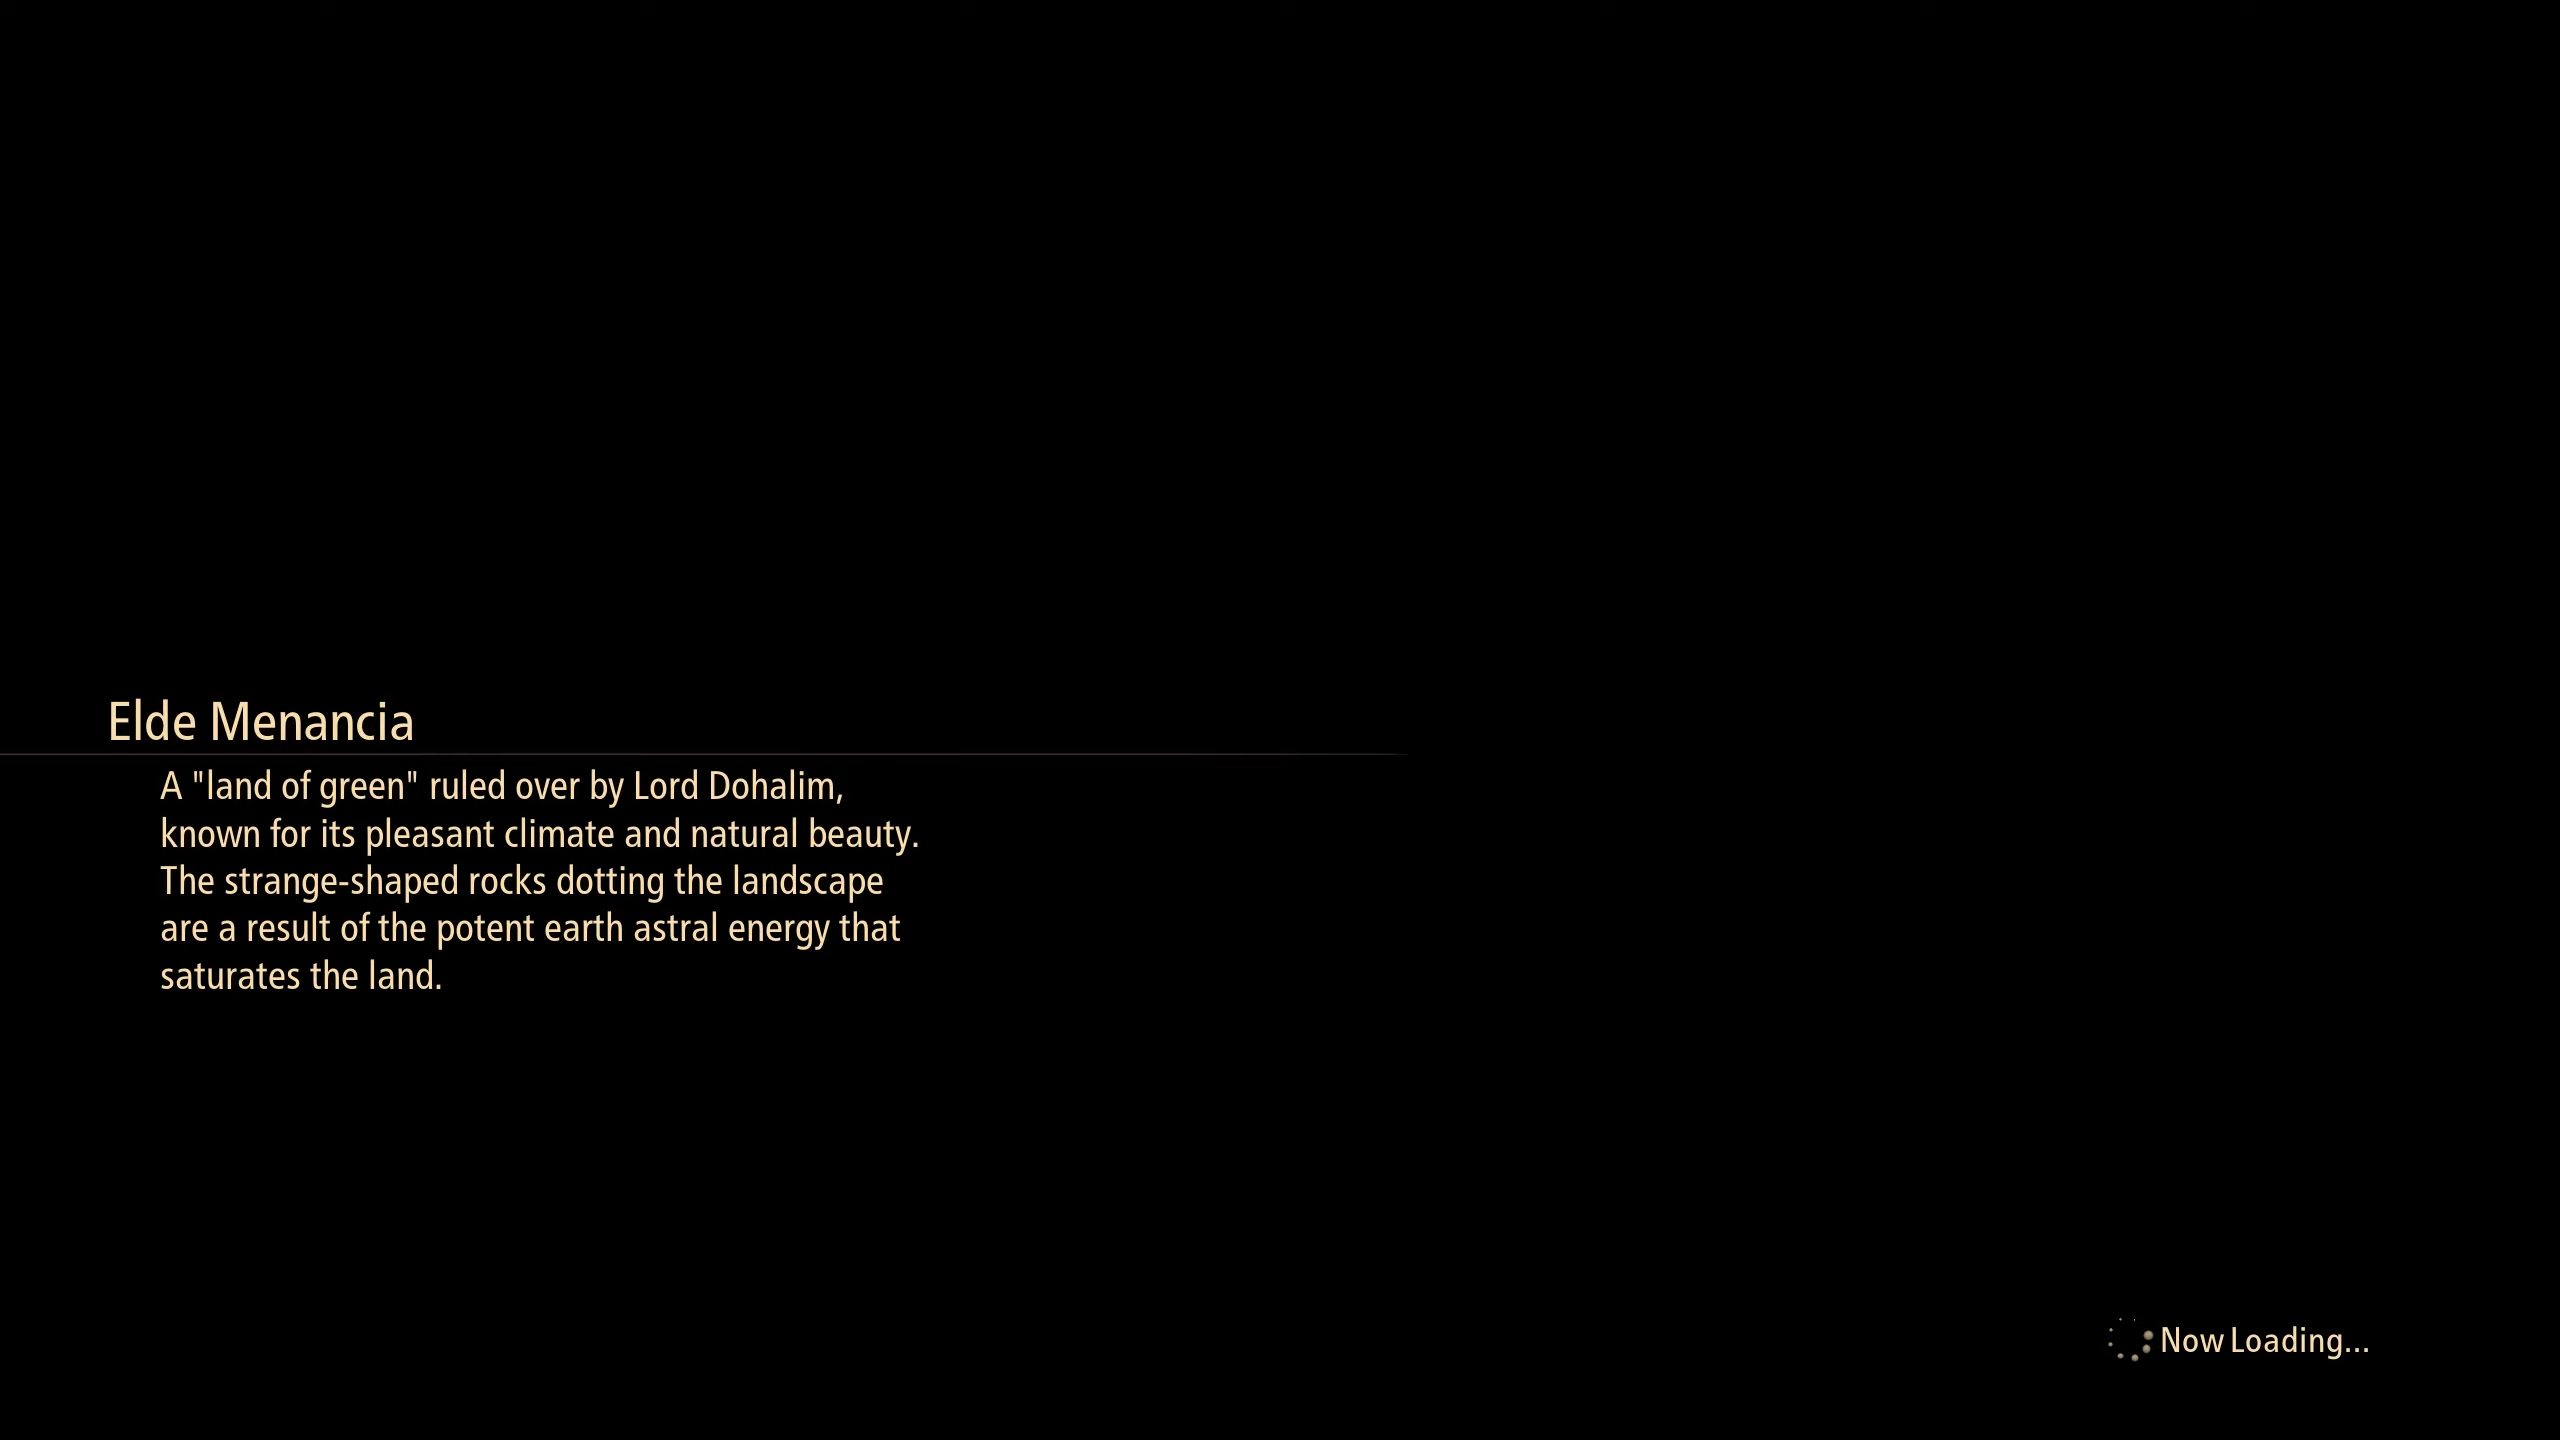 Elde Menancia
A "land of green" ruled over by Lord Dohalim,
known for its pleasant climate and natural beauty.
The strange-shaped rocks dotting the landscape
are a result of the potent earth astral energy that
saturates the land.
Now Loading...